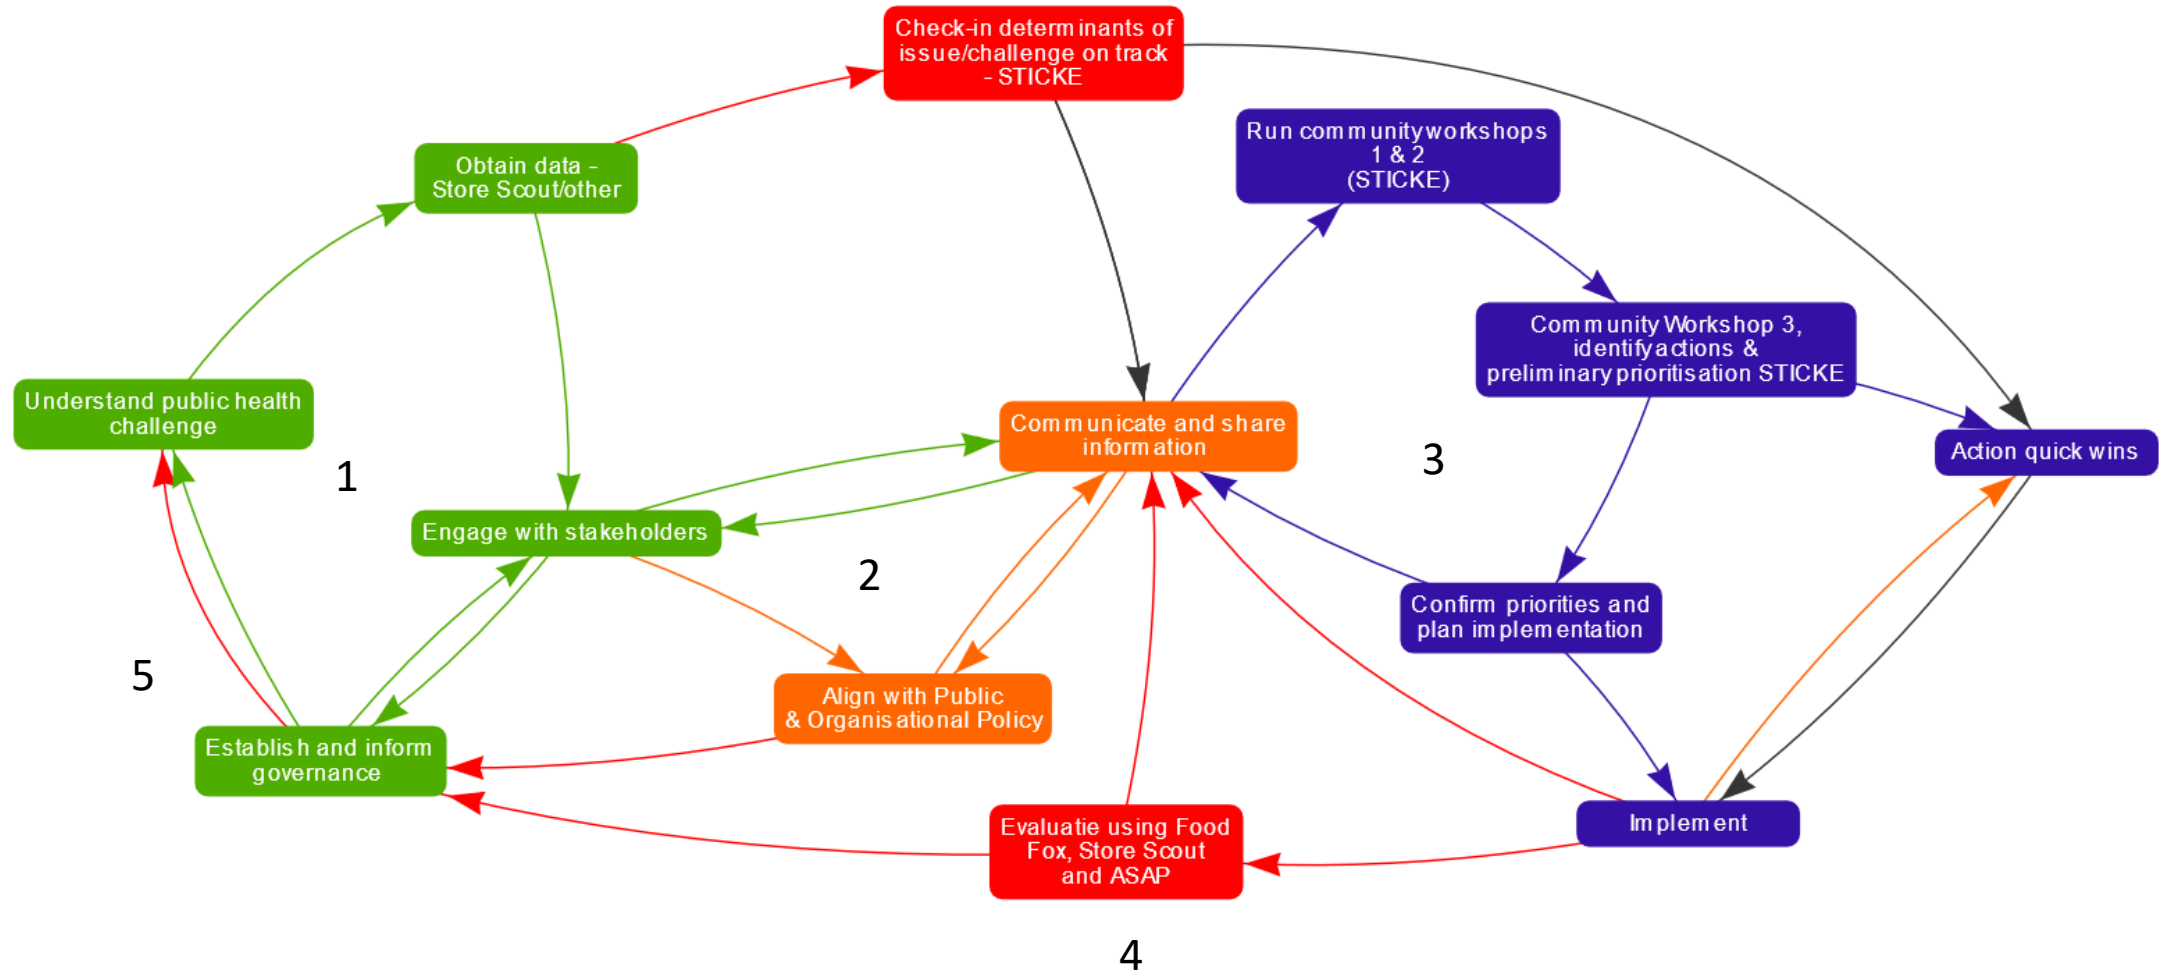 Check-in determinants of
issue/challenge on track
- STICKE
Run community workshops
1 & 2
(STICKE)
Obtain data -
Store Scout/other
Community Workshop 3,
identify actions &
preliminary prioritisation STICKE
Understand public health
challenge
Communicate and share
information
Action quick wins
1
3
Engage with stakeholders
2
Confirm priorities and
plan implementation
5
Align with Public
& Organisational Policy
Establish and inform
governance
Evaluatie using Food
Fox, Store Scout
and ASAP
Implement
4